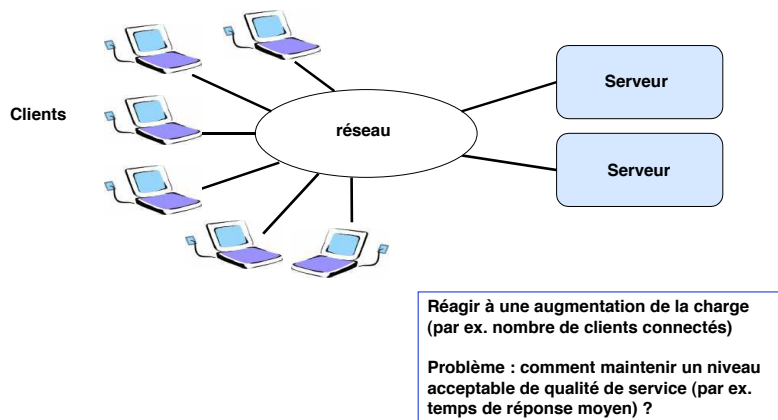 Clients
réseau
Serveur
Serveur
Réagir à une augmentation de la charge
(par ex. nombre de clients connectés)
Problème : comment maintenir un niveau
acceptable de qualité de service (par ex.
temps de réponse moyen) ?